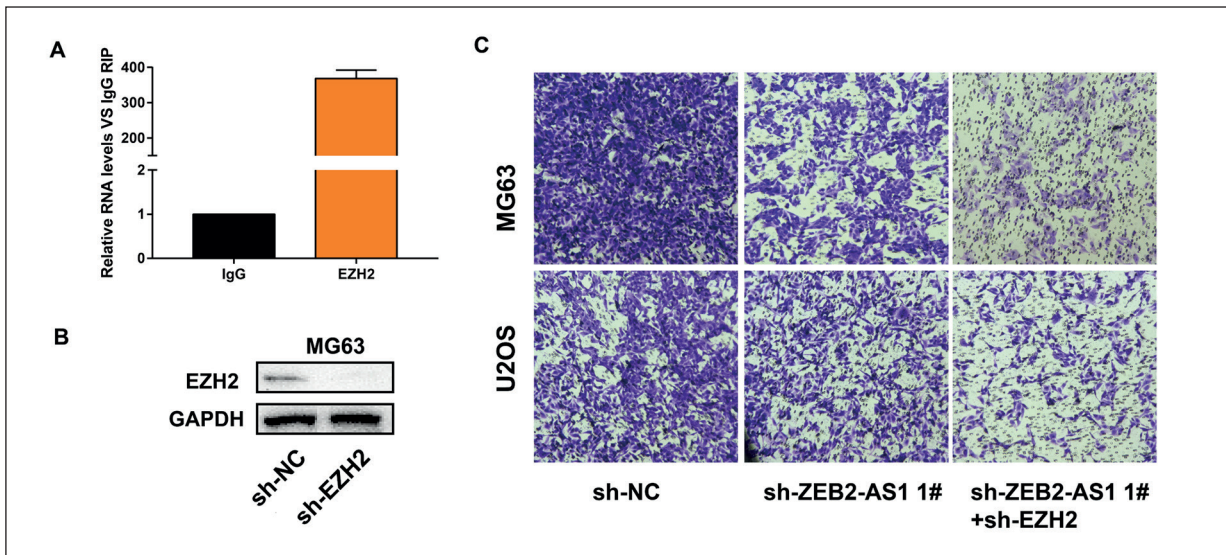 A
Relative RNA levels VS IgG RIP
400
300
200
2
1
0
IgG
EZH2
B
MG63
EZH2
GAPDH
sh-NC
sh-EZH2
C
MG63
U2OS
sh-NC
sh-ZEB2-AS1 1#
sh-ZEB2-AS1 1#
+sh-EZH2